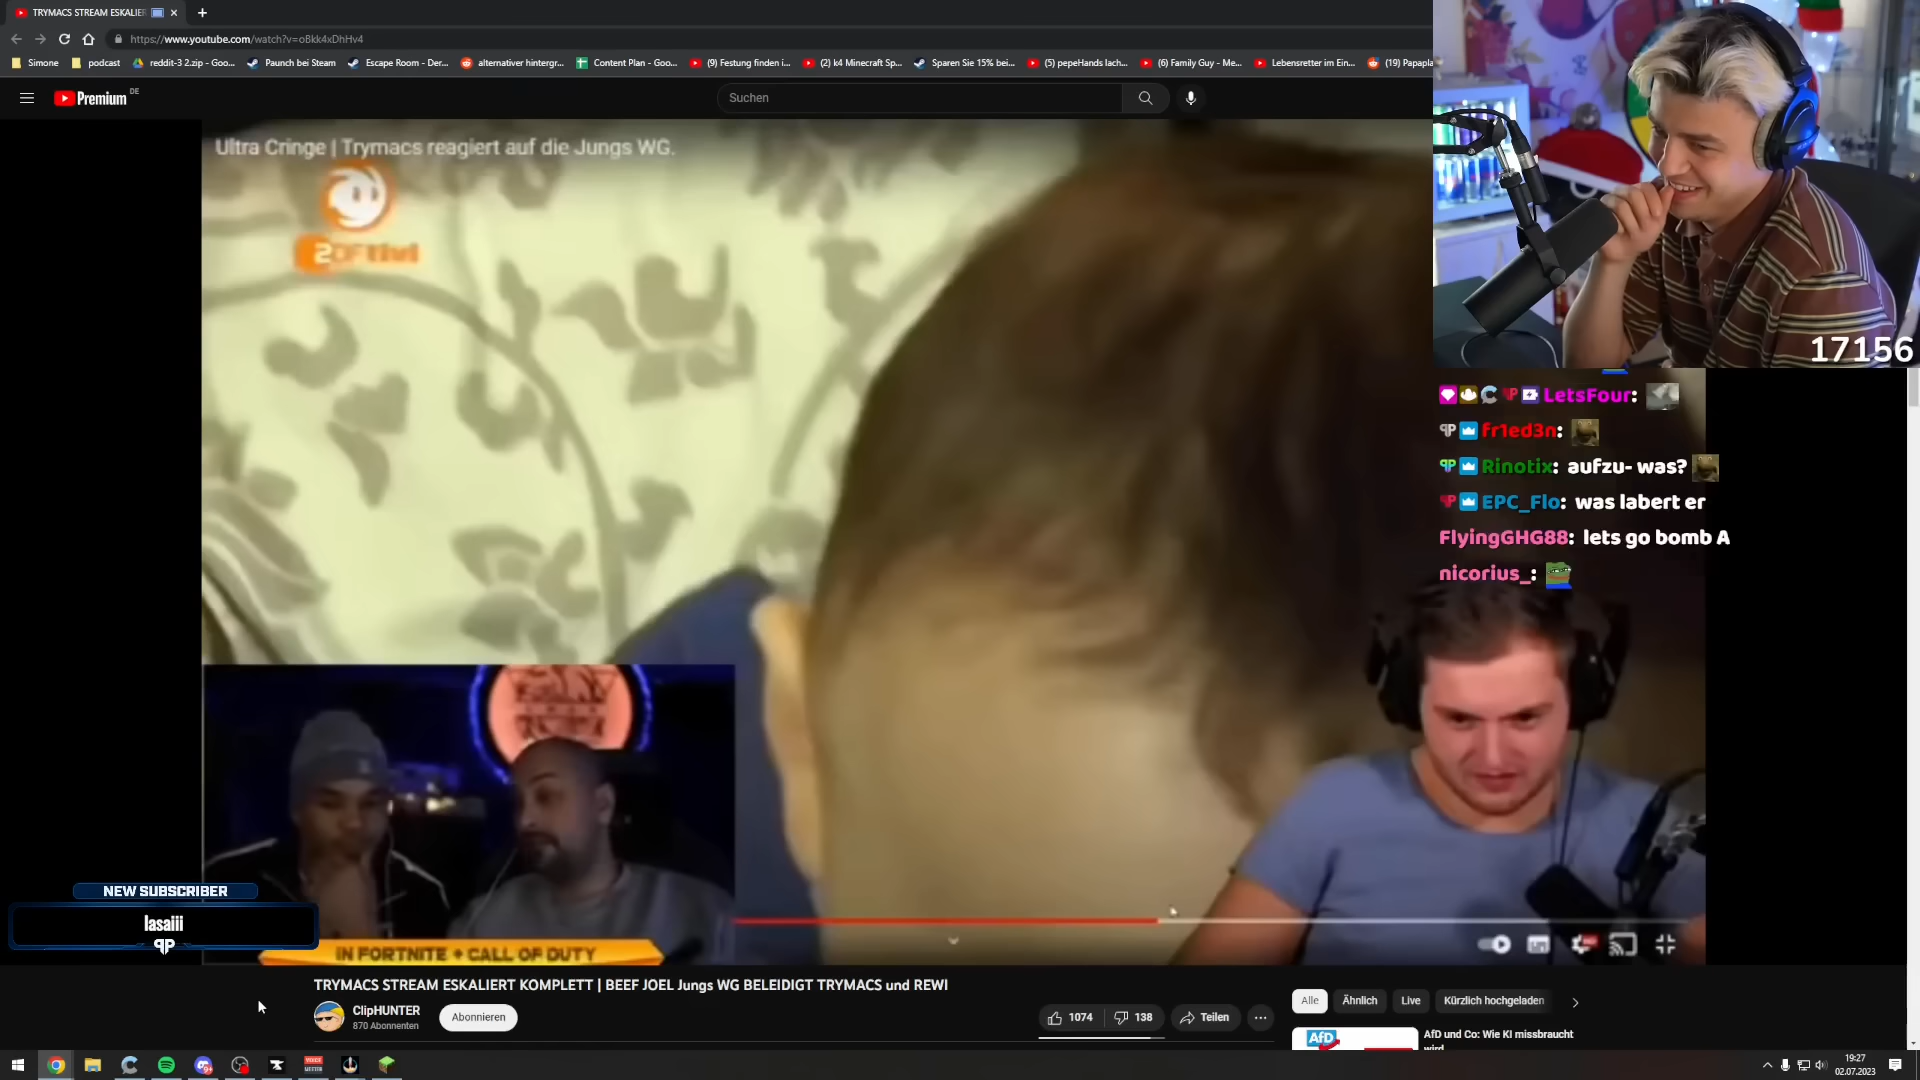 TRYMACS STREAM ESKALIER
https://www.youtube.com/watch?v=oBkk4xDhHv4
Simone
podcast
reddit-3 2.zip - Goo...
Paunch bei Steam
Escape Room - Der...
alternativer hintergr...
Content Plan - Goo...
(9) Festung finden i...
(2) k4 Minecraft Sp...
Sparen Sie 15% bei...
(5) pepeHands lach...
(6) Family Guy - Me...
Lebensretter im Ein...
(19) Papapla
Premium DE
Suchen
Ultra Cringe | Trymacs reagiert auf die Jungs WG.
2DFtivi
17156
LetsFour:
fr1ed3n:
Rinotix: aufzu- was?
EPC_Flo: was labert er
FlyingGHG88: lets go bomb A
nicorius_:
NEW SUBSCRIBER
lasaiii
IN FORTNITE + CALL OF DUTY
TRYMACS STREAM ESKALIERT KOMPLETT | BEEF JOEL Jungs WG BELEIDIGT TRYMACS und REWI
ClipHUNTER
870 Abonnenten
Abonnieren
1074
138
Teilen
Alle
Ähnlich
Live
Kürzlich hochgeladen
AfD
AfD und Co: Wie KI missbraucht
wird
19:27
02.07.2023